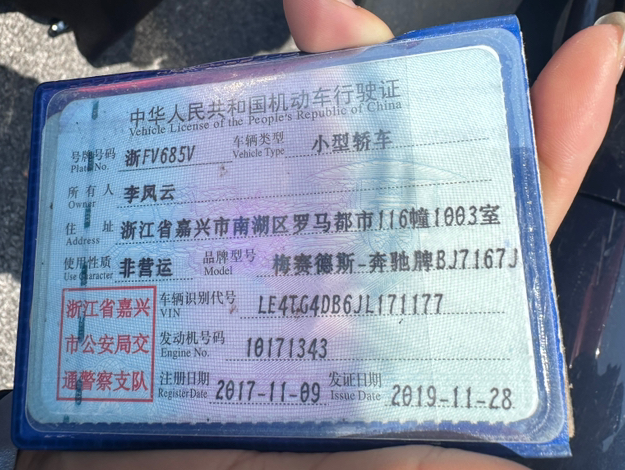 中华人民共和国机动车行驶证
Vehicle License of the People's Republic of China
号牌号码 浙FV685V 车辆类型 小型轿车
Plate No. Vehicle Type
所有人 李凤云
Owner
住址 浙江省嘉兴市南湖区罗马都市116幢1003室
Address
使用性质 非营运 品牌型号 梅赛德斯-奔驰牌BJ7167J
Use Character Model
浙江省嘉兴
市公安局交
通警察支队
车辆识别代号 LE4TG4DB6JL171177
VIN
发动机号码 10171343
Engine No.
注册日期 2017-11-09 发证日期 2019-11-28
Register Date Issue Date